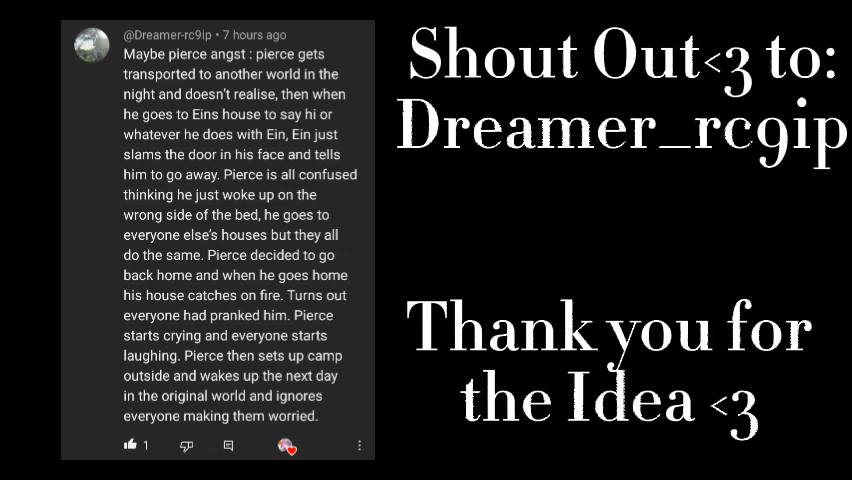 @Dreamer-rc9ip • 7 hours ago
Maybe pierce angst : pierce gets
transported to another world in the
night and doesn't realise, then when
he goes to Eins house to say hi or
whatever he does with Ein, Ein just
slams the door in his face and tells
him to go away. Pierce is all confused
thinking he just woke up on the
wrong side of the bed, he goes to
everyone else's houses but they all
do the same. Pierce decided to go
back home and when he goes home
his house catches on fire. Turns out
everyone had pranked him. Pierce
starts crying and everyone starts
laughing. Pierce then sets up camp
outside and wakes up the next day
in the original world and ignores
everyone making them worried.
1
Shout Out<3 to:
Dreamer_rc9ip
Thank you for
the Idea <3